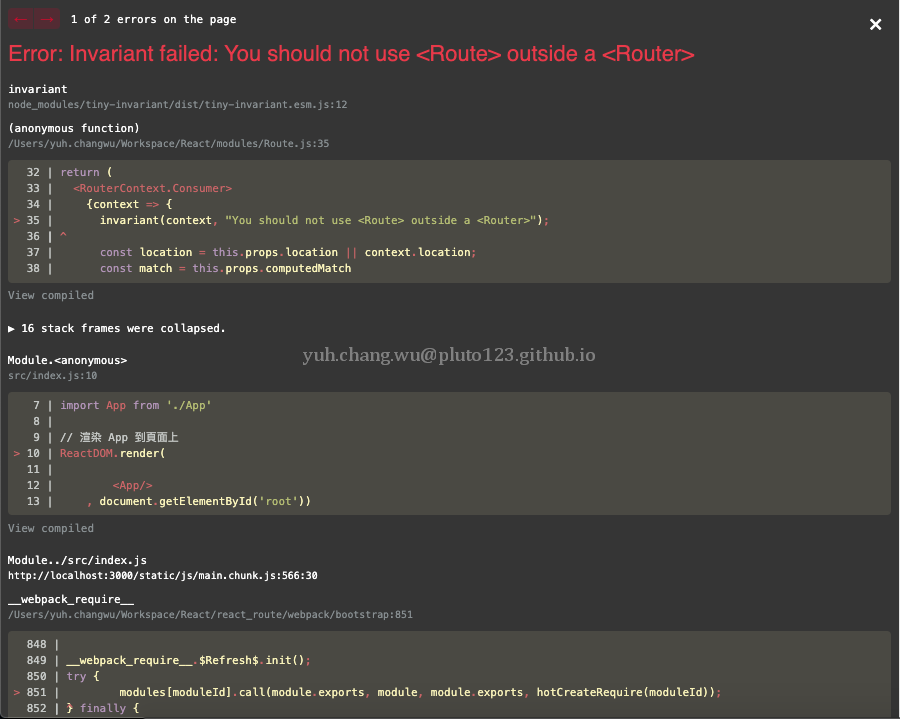 ← → 1 of 2 errors on the page ×
Error: Invariant failed: You should not use <Route> outside a <Router>
invariant
node_modules/tiny-invariant/dist/tiny-invariant.esm.js:12
(anonymous function)
/Users/yuh.changwu/Workspace/React/modules/Route.js:35
32 | return (
33 |   <RouterContext.Consumer>
34 |     {context => {
> 35 |       invariant(context, "You should not use <Route> outside a <Router>");
36 | ^
37 |       const location = this.props.location || context.location;
38 |       const match = this.props.computedMatch
View compiled
▶ 16 stack frames were collapsed.
yuh.chang.wu@pluto123.github.io
Module.<anonymous>
src/index.js:10
7 | import App from './App'
8 |
9 | // 渲染 App 到頁面上
> 10 | ReactDOM.render(
11 |
12 |         <App/>
13 |     , document.getElementById('root'))
View compiled
Module../src/index.js
http://localhost:3000/static/js/main.chunk.js:566:30
__webpack_require__
/Users/yuh.changwu/Workspace/React/react_route/webpack/bootstrap:851
848 |
849 | __webpack_require__.$Refresh$.init();
850 | try {
> 851 |         modules[moduleId].call(module.exports, module, module.exports, hotCreateRequire(moduleId));
852 | } finally {